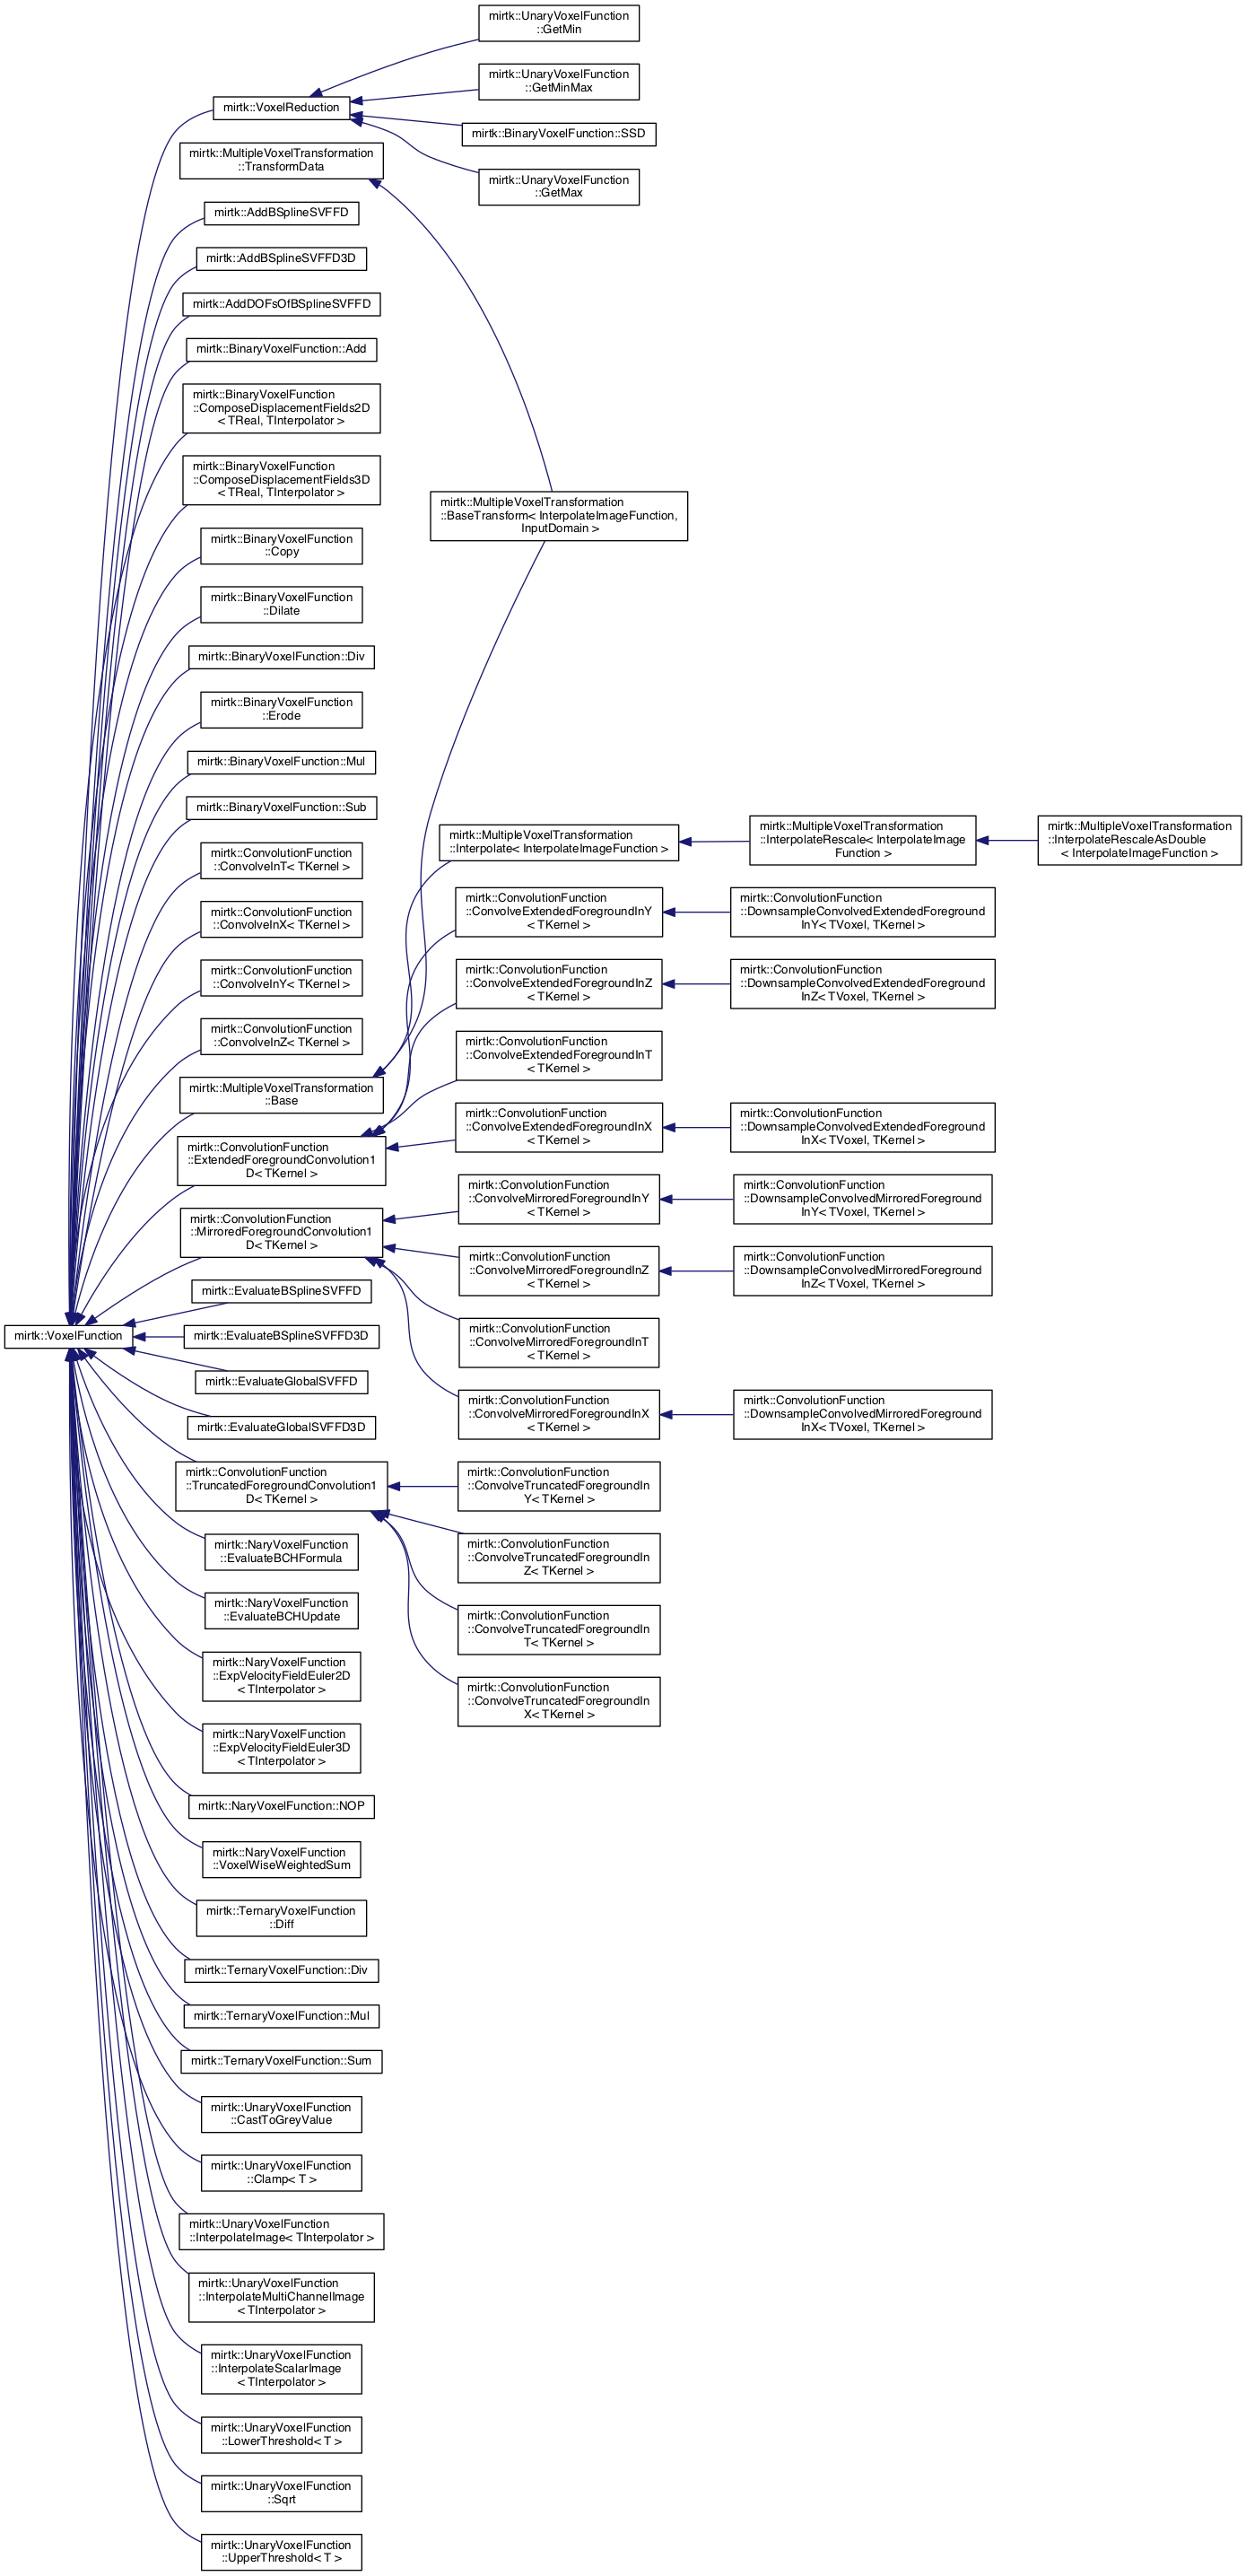 mirtk::UnaryVoxelFunction
::GetMin
mirtk::UnaryVoxelFunction
::GetMinMax
mirtk::VoxelReduction
mirtk::BinaryVoxelFunction::SSD
mirtk::MultipleVoxelTransformation
::TransformData
mirtk::UnaryVoxelFunction
::GetMax
mirtk::AddBSplineSVFFD
mirtk::AddBSplineSVFFD3D
mirtk::AddDOFsOfBSplineSVFFD
mirtk::BinaryVoxelFunction::Add
mirtk::BinaryVoxelFunction
::ComposeDisplacementFields2D
< TReal, TInterpolator >
mirtk::BinaryVoxelFunction
::ComposeDisplacementFields3D
< TReal, TInterpolator >
mirtk::MultipleVoxelTransformation
::BaseTransform< InterpolateImageFunction,
InputDomain >
mirtk::BinaryVoxelFunction
::Copy
mirtk::BinaryVoxelFunction
::Dilate
mirtk::BinaryVoxelFunction::Div
mirtk::BinaryVoxelFunction
::Erode
mirtk::BinaryVoxelFunction::Mul
mirtk::BinaryVoxelFunction::Sub
mirtk::MultipleVoxelTransformation
::Interpolate< InterpolateImageFunction >
mirtk::MultipleVoxelTransformation
::InterpolateRescale< InterpolateImage
Function >
mirtk::MultipleVoxelTransformation
::InterpolateRescaleAsDouble
< InterpolateImageFunction >
mirtk::ConvolutionFunction
::ConvolveInT< TKernel >
mirtk::ConvolutionFunction
::ConvolveInX< TKernel >
mirtk::ConvolutionFunction
::ConvolveExtendedForegroundInY
< TKernel >
mirtk::ConvolutionFunction
::DownsampleConvolvedExtendedForeground
InY< TVoxel, TKernel >
mirtk::ConvolutionFunction
::ConvolveInY< TKernel >
mirtk::ConvolutionFunction
::ConvolveExtendedForegroundInZ
< TKernel >
mirtk::ConvolutionFunction
::DownsampleConvolvedExtendedForeground
InZ< TVoxel, TKernel >
mirtk::ConvolutionFunction
::ConvolveInZ< TKernel >
mirtk::ConvolutionFunction
::ConvolveExtendedForegroundInT
< TKernel >
mirtk::MultipleVoxelTransformation
::Base
mirtk::ConvolutionFunction
::ConvolveExtendedForegroundInX
< TKernel >
mirtk::ConvolutionFunction
::DownsampleConvolvedExtendedForeground
InX< TVoxel, TKernel >
mirtk::ConvolutionFunction
::ExtendedForegroundConvolution1
D< TKernel >
mirtk::ConvolutionFunction
::ConvolveMirroredForegroundInY
< TKernel >
mirtk::ConvolutionFunction
::DownsampleConvolvedMirroredForeground
InY< TVoxel, TKernel >
mirtk::ConvolutionFunction
::MirroredForegroundConvolution1
D< TKernel >
mirtk::ConvolutionFunction
::ConvolveMirroredForegroundInZ
< TKernel >
mirtk::ConvolutionFunction
::DownsampleConvolvedMirroredForeground
InZ< TVoxel, TKernel >
mirtk::EvaluateBSplineSVFFD
mirtk::VoxelFunction
mirtk::EvaluateBSplineSVFFD3D
mirtk::ConvolutionFunction
::ConvolveMirroredForegroundInT
< TKernel >
mirtk::EvaluateGlobalSVFFD
mirtk::EvaluateGlobalSVFFD3D
mirtk::ConvolutionFunction
::ConvolveMirroredForegroundInX
< TKernel >
mirtk::ConvolutionFunction
::DownsampleConvolvedMirroredForeground
InX< TVoxel, TKernel >
mirtk::ConvolutionFunction
::TruncatedForegroundConvolution1
D< TKernel >
mirtk::ConvolutionFunction
::ConvolveTruncatedForegroundIn
Y< TKernel >
mirtk::NaryVoxelFunction
::EvaluateBCHFormula
mirtk::ConvolutionFunction
::ConvolveTruncatedForegroundIn
Z< TKernel >
mirtk::NaryVoxelFunction
::EvaluateBCHUpdate
mirtk::ConvolutionFunction
::ConvolveTruncatedForegroundIn
T< TKernel >
mirtk::NaryVoxelFunction
::ExpVelocityFieldEuler2D
< TInterpolator >
mirtk::ConvolutionFunction
::ConvolveTruncatedForegroundIn
X< TKernel >
mirtk::NaryVoxelFunction
::ExpVelocityFieldEuler3D
< TInterpolator >
mirtk::NaryVoxelFunction::NOP
mirtk::NaryVoxelFunction
::VoxelWiseWeightedSum
mirtk::TernaryVoxelFunction
::Diff
mirtk::TernaryVoxelFunction::Div
mirtk::TernaryVoxelFunction::Mul
mirtk::TernaryVoxelFunction::Sum
mirtk::UnaryVoxelFunction
::CastToGreyValue
mirtk::UnaryVoxelFunction
::Clamp< T >
mirtk::UnaryVoxelFunction
::InterpolateImage< TInterpolator >
mirtk::UnaryVoxelFunction
::InterpolateMultiChannelImage
< TInterpolator >
mirtk::UnaryVoxelFunction
::InterpolateScalarImage
< TInterpolator >
mirtk::UnaryVoxelFunction
::LowerThreshold< T >
mirtk::UnaryVoxelFunction
::Sqrt
mirtk::UnaryVoxelFunction
::UpperThreshold< T >